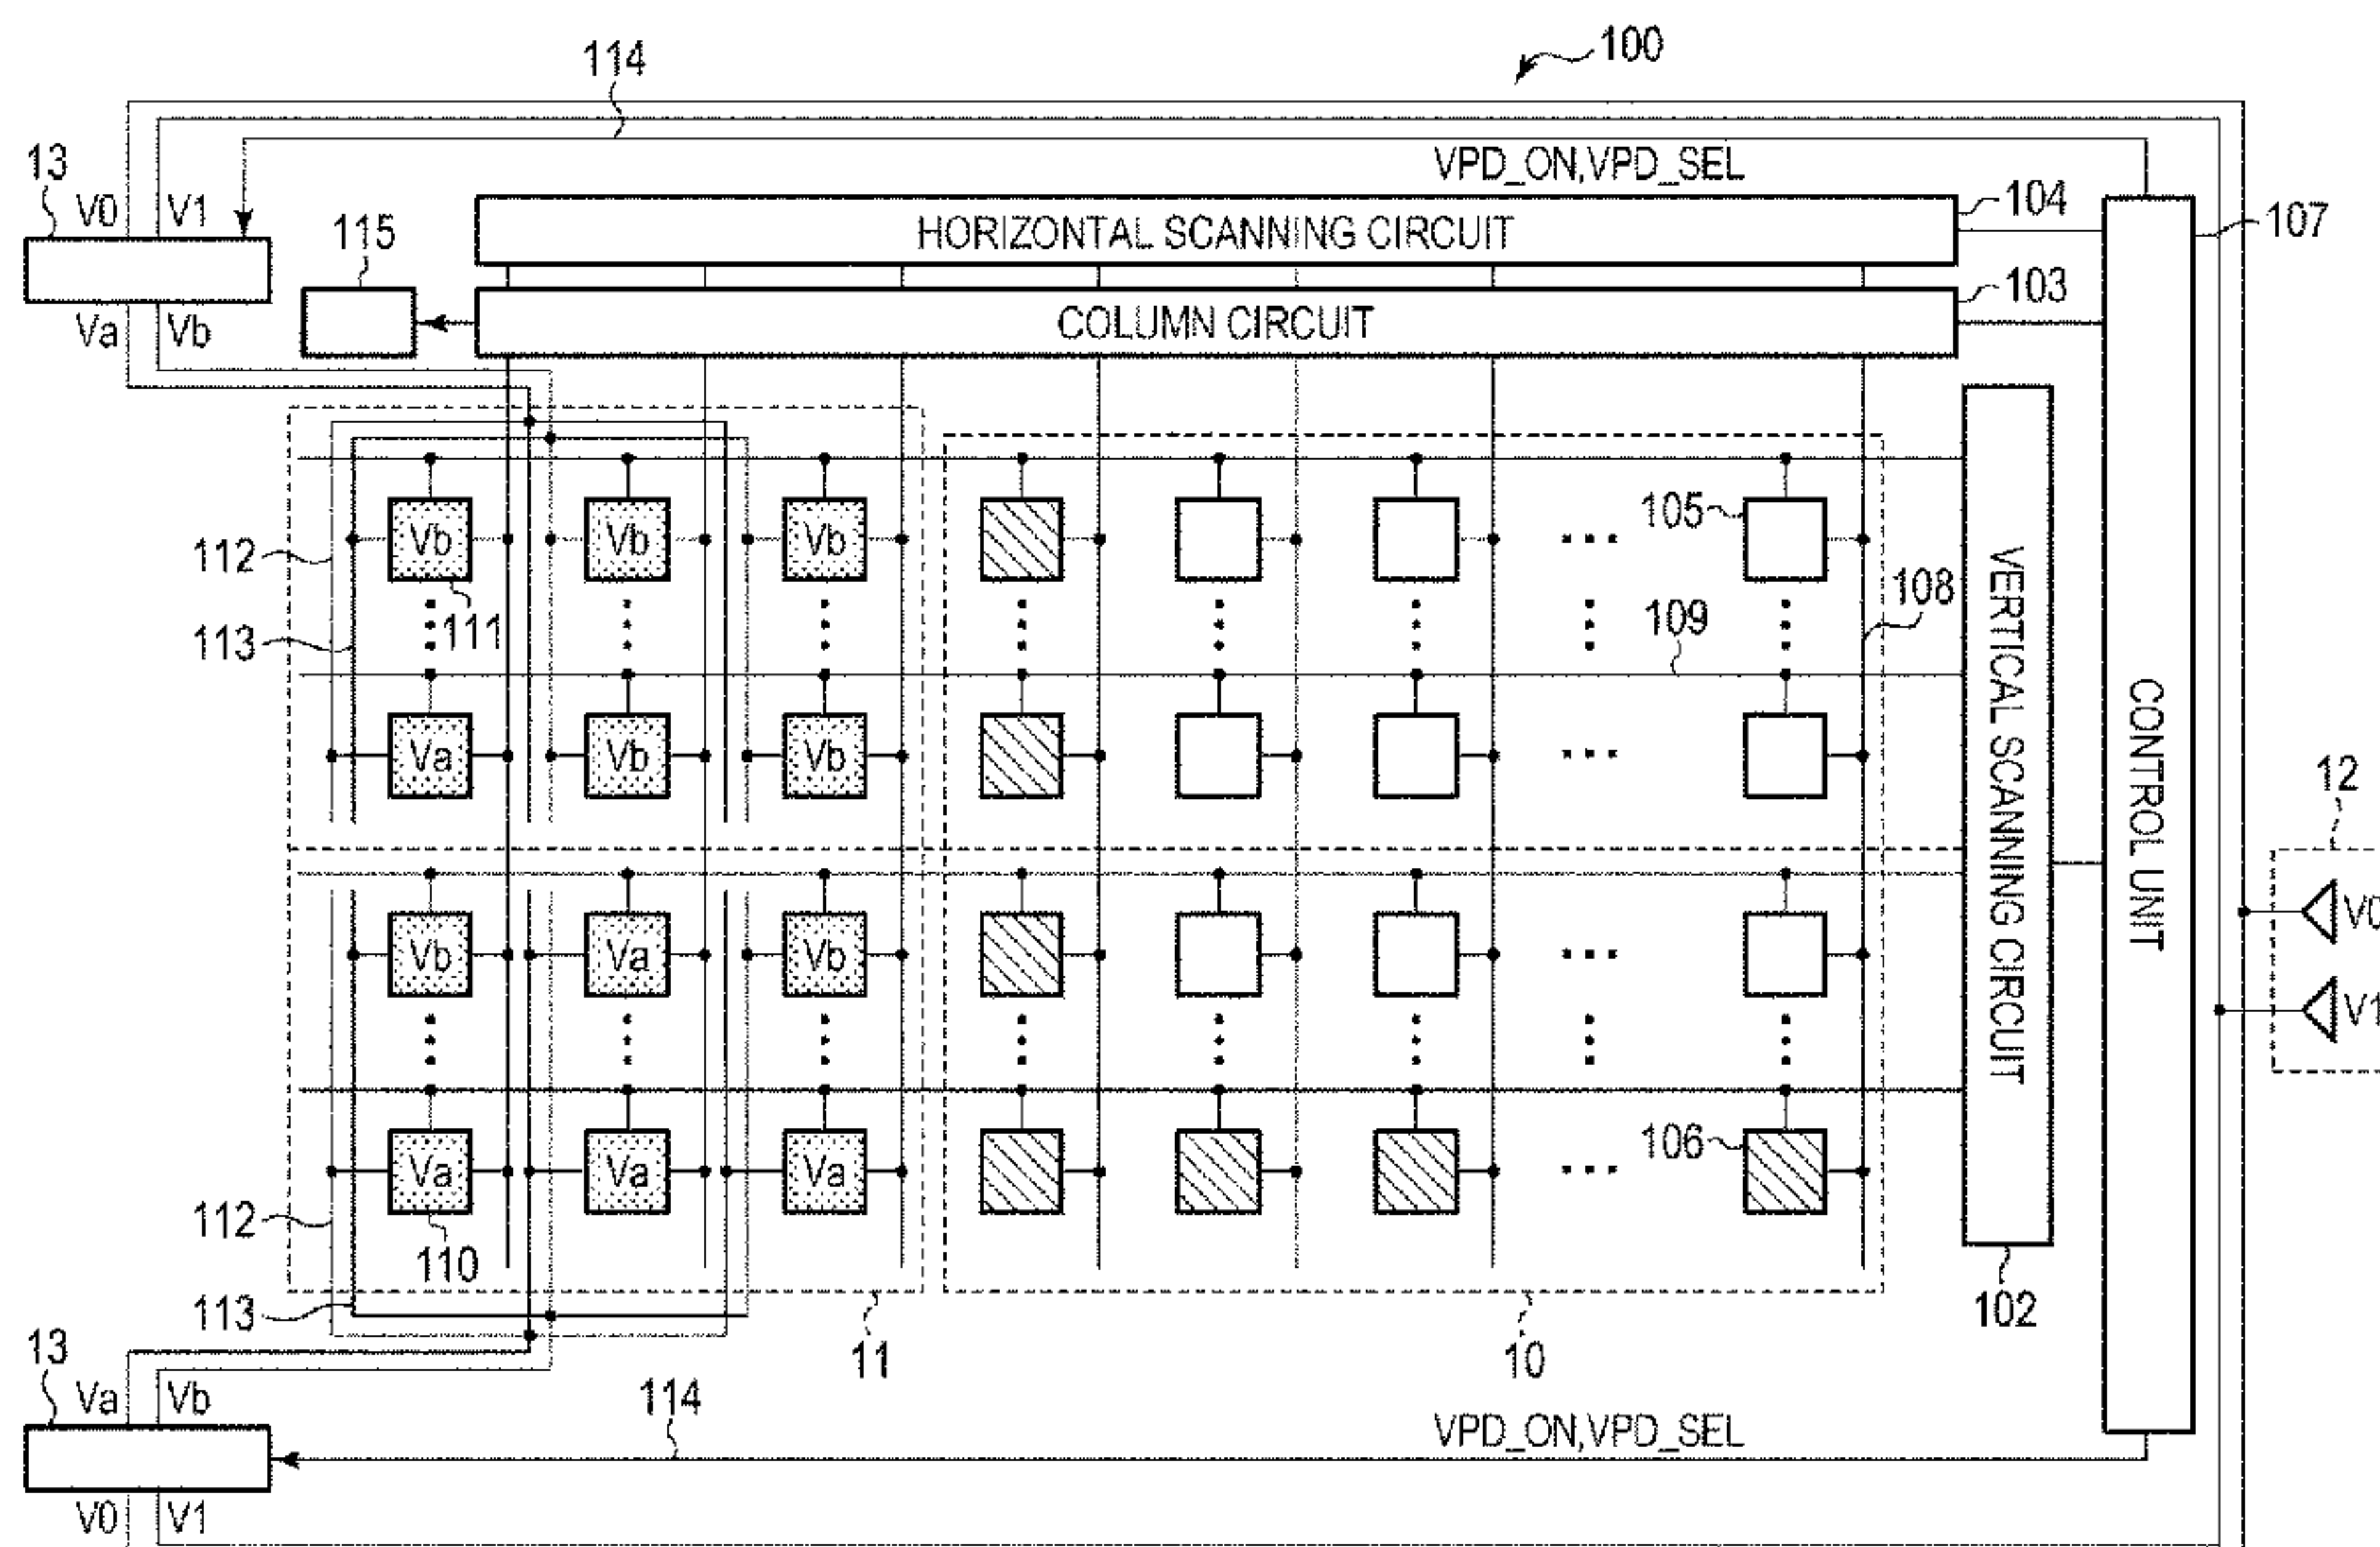 100
114
VPD_ON,VPD_SEL
13
V0 V1
115
HORIZONTAL SCANNING CIRCUIT
104
107
103
Va Vb
COLUMN CIRCUIT
Vb Vb Vb
105
112
111
113
109
108
Va Vb Vb
VERTICAL SCANNING CIRCUIT
CONTROL UNIT
12
V0
Vb Va Vb
V1
106
Va Va Va
112
110
113
102
11
10
13
Va Vb
114
VPD_ON,VPD_SEL
V0 V1